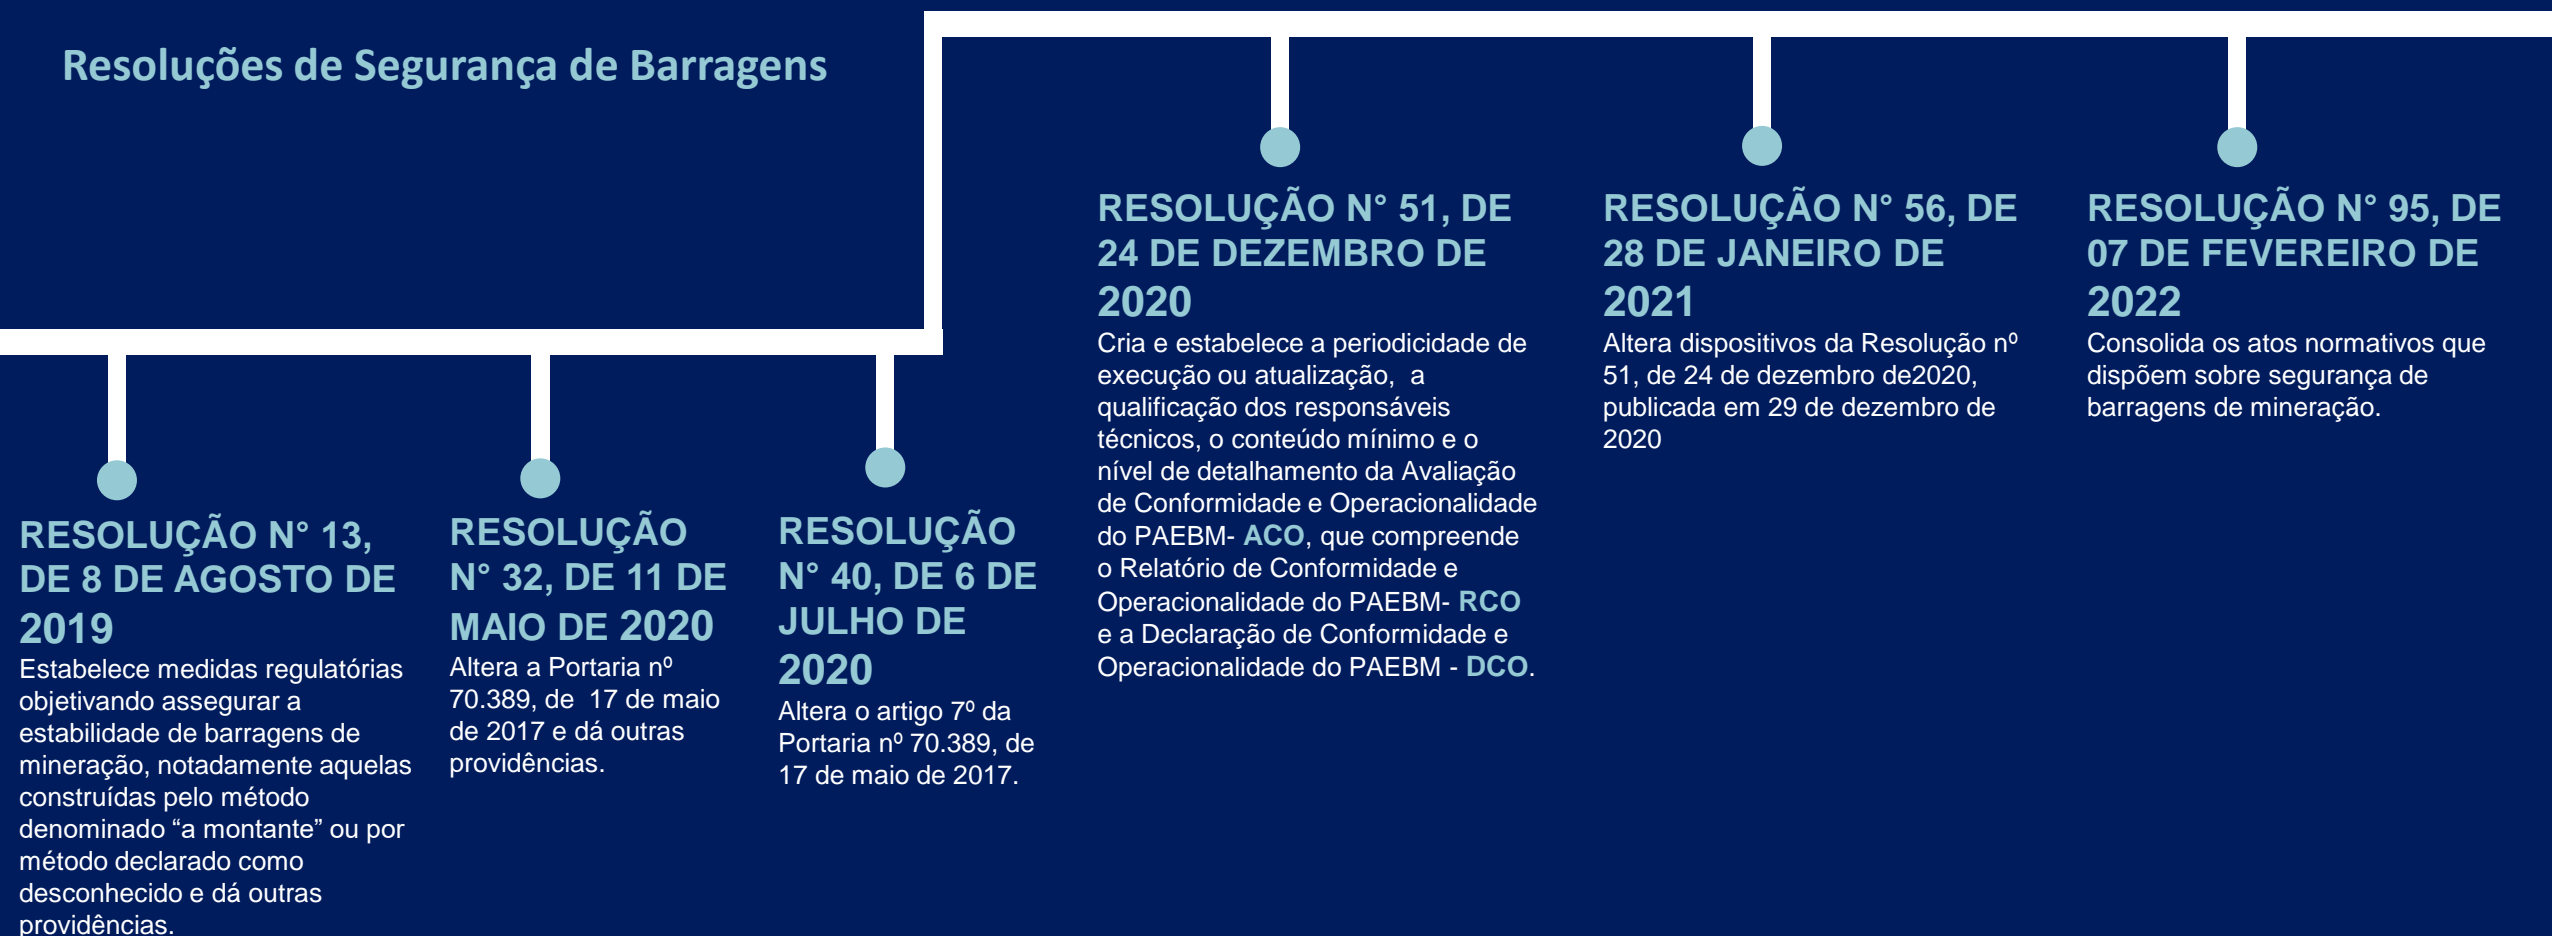 Resoluções de Segurança de Barragens
RESOLUÇÃO N° 13,
DE 8 DE AGOSTO DE
2019
Estabelece medidas regulatórias
objetivando assegurar a
estabilidade de barragens de
mineração, notadamente aquelas
construídas pelo método
denominado “a montante” ou por
método declarado como
desconhecido e dá outras
providências.
RESOLUÇÃO
N° 32, DE 11 DE
MAIO DE 2020
Altera a Portaria nº
70.389, de  17 de maio
de 2017 e dá outras
providências.
RESOLUÇÃO
N° 40, DE 6 DE
JULHO DE
2020
Altera o artigo 7º da
Portaria nº 70.389, de
17 de maio de 2017.
RESOLUÇÃO N° 51, DE
24 DE DEZEMBRO DE
2020
Cria e estabelece a periodicidade de
execução ou atualização,  a
qualificação dos responsáveis
técnicos, o conteúdo mínimo e o
nível de detalhamento da Avaliação
de Conformidade e Operacionalidade
do PAEBM- ACO, que compreende
o Relatório de Conformidade e
Operacionalidade do PAEBM- RCO
e a Declaração de Conformidade e
Operacionalidade do PAEBM - DCO.
RESOLUÇÃO N° 56, DE
28 DE JANEIRO DE
2021
Altera dispositivos da Resolução nº
51, de 24 de dezembro de2020,
publicada em 29 de dezembro de
2020
RESOLUÇÃO N° 95, DE
07 DE FEVEREIRO DE
2022
Consolida os atos normativos que
dispõem sobre segurança de
barragens de mineração.